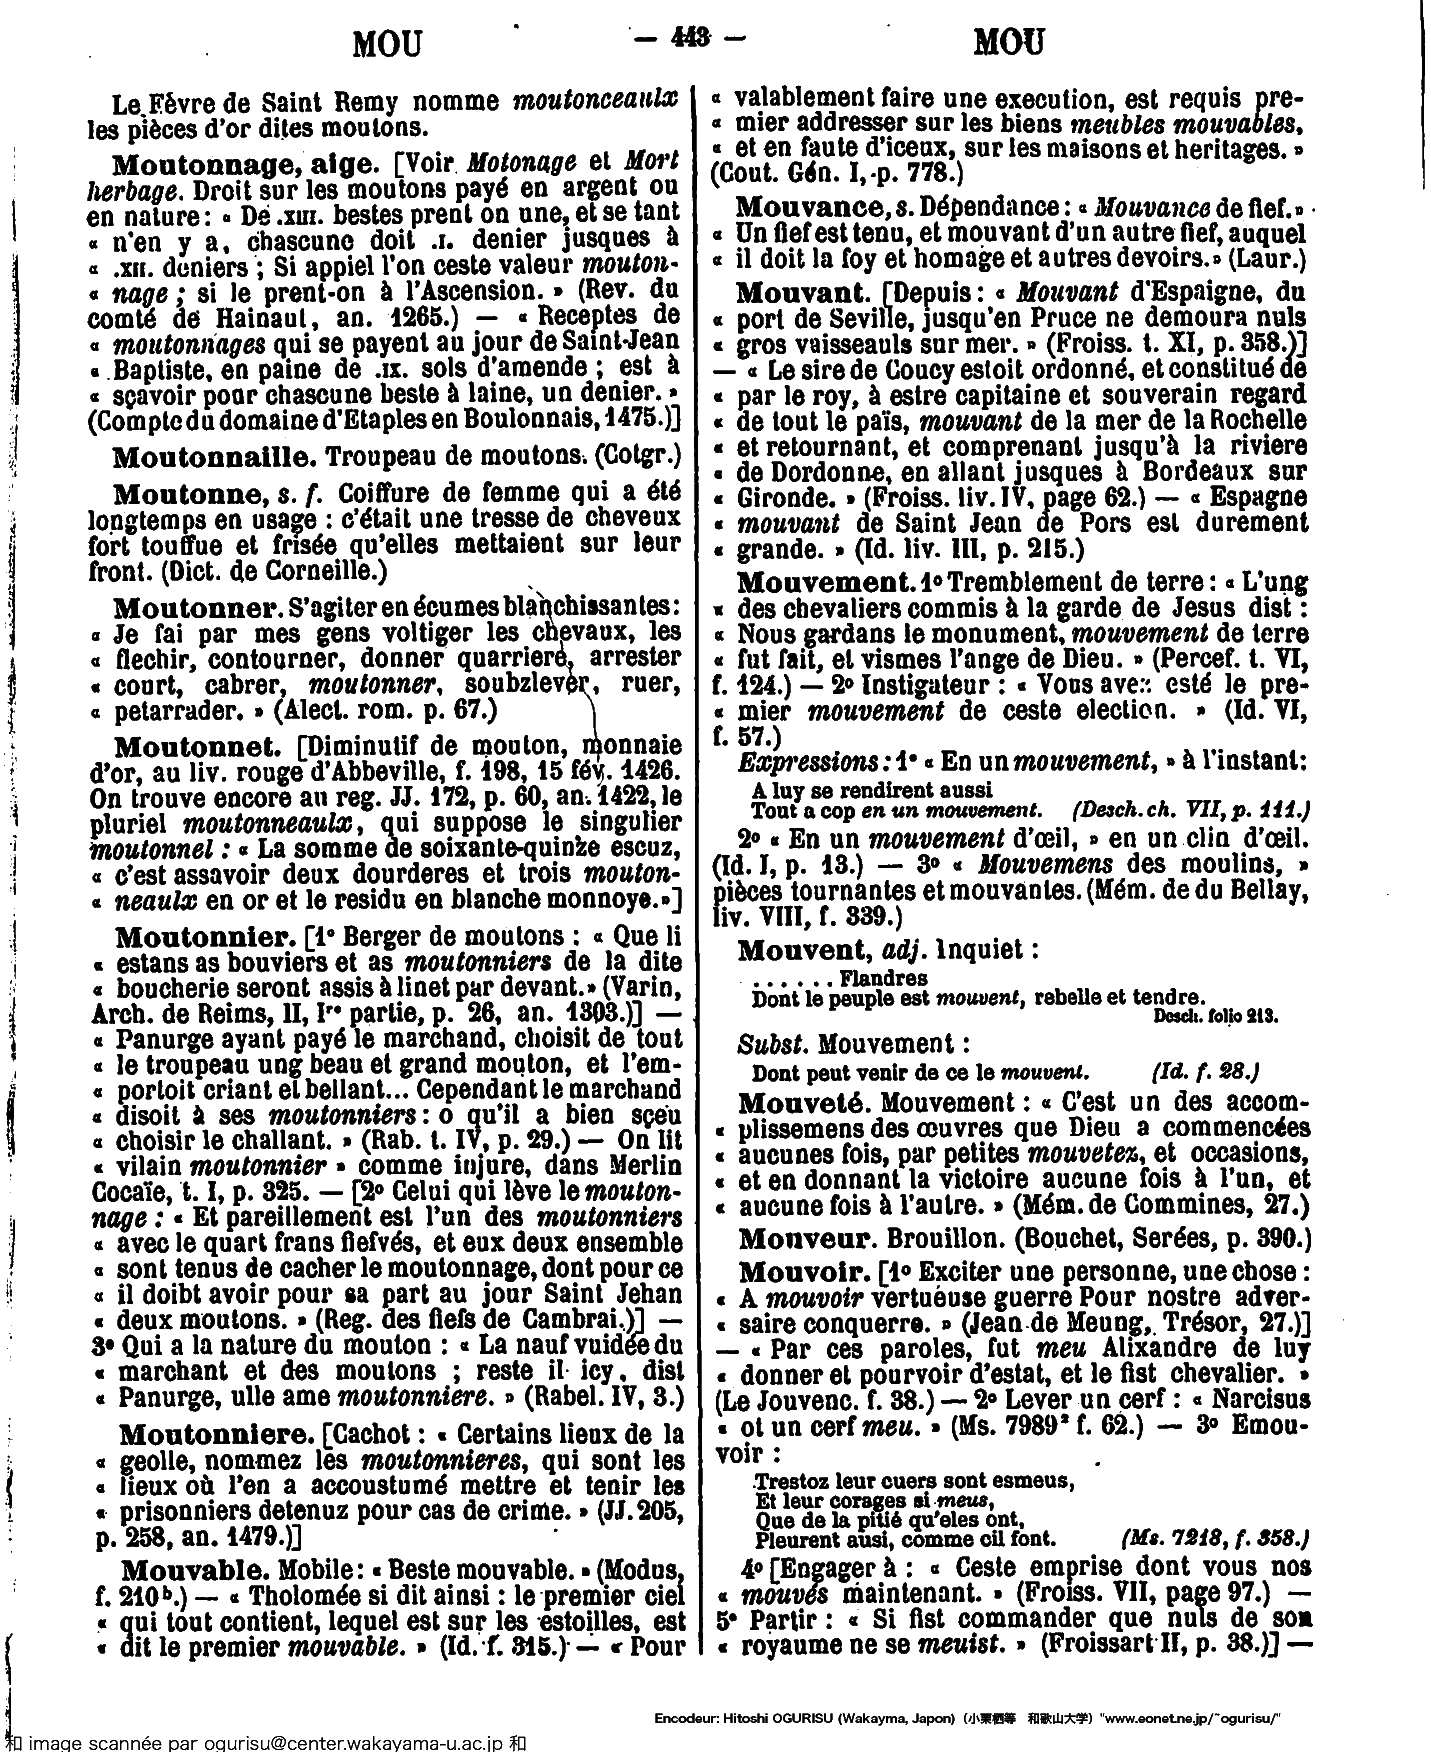 MOU — 443 — MOU
Le Fèvre de Saint Remy nomme moutonceaulx
les pièces d'or dites moutons.
Moutonnage, aige. [Voir Motonage et Mort
herbage. Droit sur les moutons payé en argent ou
en nature : « De .XIII. bestes prent on une, et se tant
« n'en y a, chascune doit .I. denier jusques à
« .XII. deniers ; Si appiel l'on ceste valeur mouton-
« nage ; si le prent-on à l'Ascension. » (Rev. du
comté de Hainaut, an. 1265.) — « Receptes de
« moutonnages qui se payent au jour de Saint-Jean
« Baptiste, en paine de .IX. sols d'amende ; est à
« sçavoir pour chascune beste à laine, un denier. »
(Compte du domaine d'Etaples en Boulonnais, 1475.)]
Moutonnaille. Troupeau de moutons. (Cotgr.)
Moutonne, s. f. Coiffure de femme qui a été
longtemps en usage : c'était une tresse de cheveux
fort touffue et frisée qu'elles mettaient sur leur
front. (Dict. de Corneille.)
Moutonner. S'agiter en écumes blanchissantes :
« Je fai par mes gens voltiger les chevaux, les
« flechir, contourner, donner quarriere, arrester
« court, cabrer, moutonner, soubzlever, ruer,
« petarrader. » (Alect. rom. p. 67.)
Moutonnet. [Diminutif de mouton, monnaie
d'or, au liv. rouge d'Abbeville, f. 198, 15 fév. 1426.
On trouve encore au reg. JJ. 172, p. 60, an. 1422, le
pluriel moutonneaulx, qui suppose le singulier
moutonnel : « La somme de soixante-quinze escuz,
« c'est assavoir deux dourderes et trois mouton-
« neaulx en or et le residu en blanche monnoye. »]
Moutonnier. [1° Berger de moutons : « Que li
« estans as bouviers et as moutonniers de la dite
« boucherie seront assis à linet par devant. » (Varin,
Arch. de Reims, II, Iʳᵉ partie, p. 26, an. 1303.)] —
« Panurge ayant payé le marchand, choisit de tout
« le troupeau ung beau et grand mouton, et l'em-
« portoit criant et bellant... Cependant le marchand
« disoit à ses moutonniers : o qu'il a bien sçeu
« choisir le challant. » (Rab. t. IV, p. 29.) — On lit
« vilain moutonnier » comme injure, dans Merlin
Cocaïe, t. I, p. 325. — [2° Celui qui lève le mouton-
nage : « Et pareillement est l'un des moutonniers
« avec le quart frans fiefvés, et eux deux ensemble
« sont tenus de cacher le moutonnage, dont pour ce
« il doibt avoir pour sa part au jour Saint Jehan
« deux moutons. » (Reg. des fiefs de Cambrai.)] —
3° Qui a la nature du mouton : « La nauf vuidée du
« marchant et des moutons ; reste il icy, dist
« Panurge, ulle ame moutonniere. » (Rabel. IV, 3.)
Moutonniere. [Cachot : « Certains lieux de la
« geolle, nommez les moutonnieres, qui sont les
« lieux où l'en a accoustumé mettre et tenir les
« prisonniers detenuz pour cas de crime. » (JJ. 205,
p. 258, an. 1479.)]
Mouvable. Mobile : « Beste mouvable. » (Modus,
f. 210ᵇ.) — « Tholomée si dit ainsi : le premier ciel
« qui tout contient, lequel est sur les estoilles, est
« dit le premier mouvable. » (Id. f. 315.) — « Pour
« valablement faire une execution, est requis pre-
« mier addresser sur les biens meubles mouvables,
« et en faute d'iceux, sur les maisons et heritages. »
(Cout. Gén. I, p. 778.)
Mouvance, s. Dépendance : « Mouvance de fief. »
« Un fief est tenu, et mouvant d'un autre fief, auquel
« il doit la foy et homage et autres devoirs. » (Laur.)
Mouvant. [Depuis : « Mouvant d'Espaigne, du
« port de Seville, jusqu'en Pruce ne demoura nuls
« gros vaisseauls sur mer. » (Froiss. t. XI, p. 358.)]
— « Le sire de Coucy estoit ordonné, et constitué de
« par le roy, à estre capitaine et souverain regard
« de tout le païs, mouvant de la mer de la Rochelle
« et retournant, et comprenant jusqu'à la riviere
« de Dordonne, en allant jusques à Bordeaux sur
« Gironde. » (Froiss. liv. IV, page 62.) — « Espagne
« mouvant de Saint Jean de Pors est durement
« grande. » (Id. liv. III, p. 215.)
Mouvement. 1° Tremblement de terre : « L'ung
« des chevaliers commis à la garde de Jesus dist :
« Nous gardans le monument, mouvement de terre
« fut fait, et vismes l'ange de Dieu. » (Percef. t. VI,
f. 124.) — 2° Instigateur : « Vous avez esté le pre-
« mier mouvement de ceste election. » (Id. VI,
f. 57.)
Expressions : 1° « En un mouvement, » à l'instant :
A luy se rendirent aussi
Tout a cop en un mouvement. (Desch. ch. VII, p. 111.)
2° « En un mouvement d'œil, » en un clin d'œil.
(Id. I, p. 13.) — 3° « Mouvemens des moulins, »
pièces tournantes et mouvantes. (Mém. de du Bellay,
liv. VIII, f. 339.)
Mouvent, adj. Inquiet :
. . . . . . Flandres
Dont le peuple est mouvent, rebelle et tendre.
Desch. folio 213.
Subst. Mouvement :
Dont peut venir de ce le mouvent. (Id. f. 28.)
Mouveté. Mouvement : « C'est un des accom-
« plissemens des œuvres que Dieu a commencées
« aucunes fois, par petites mouvetez, et occasions,
« et en donnant la victoire aucune fois à l'un, et
« aucune fois à l'autre. » (Mém. de Commines, 27.)
Mouveur. Brouillon. (Bouchet, Serées, p. 390.)
Mouvoir. [1° Exciter une personne, une chose :
« A mouvoir vertueuse guerre Pour nostre adver-
« saire conquerre. » (Jean de Meung, Trésor, 27.)]
— « Par ces paroles, fut meu Alixandre de luy
« donner et pourvoir d'estat, et le fist chevalier. »
(Le Jouvenc. f. 38.) — 2° Lever un cerf : « Narcisus
« ot un cerf meu. » (Ms. 7989² f. 62.) — 3° Emou-
voir :
Trestoz leur cuers sont esmeus,
Et leur corages si meus,
Que de la pitié qu'eles ont,
Pleurent ausi, comme cil font. (Ms. 7218, f. 358.)
4° [Engager à : « Ceste emprise dont vous nos
« mouvés maintenant. » (Froiss. VII, page 97.) —
5° Partir : « Si fist commander que nuls de son
« royaume ne se meuist. » (Froissart II, p. 38.)] —
Encodeur: Hitoshi OGURISU (Wakayma, Japon) (小栗栖等 和歌山大学) "www.eonet.ne.jp/~ogurisu/"
和 image scannée par ogurisu@center.wakayama-u.ac.jp 和